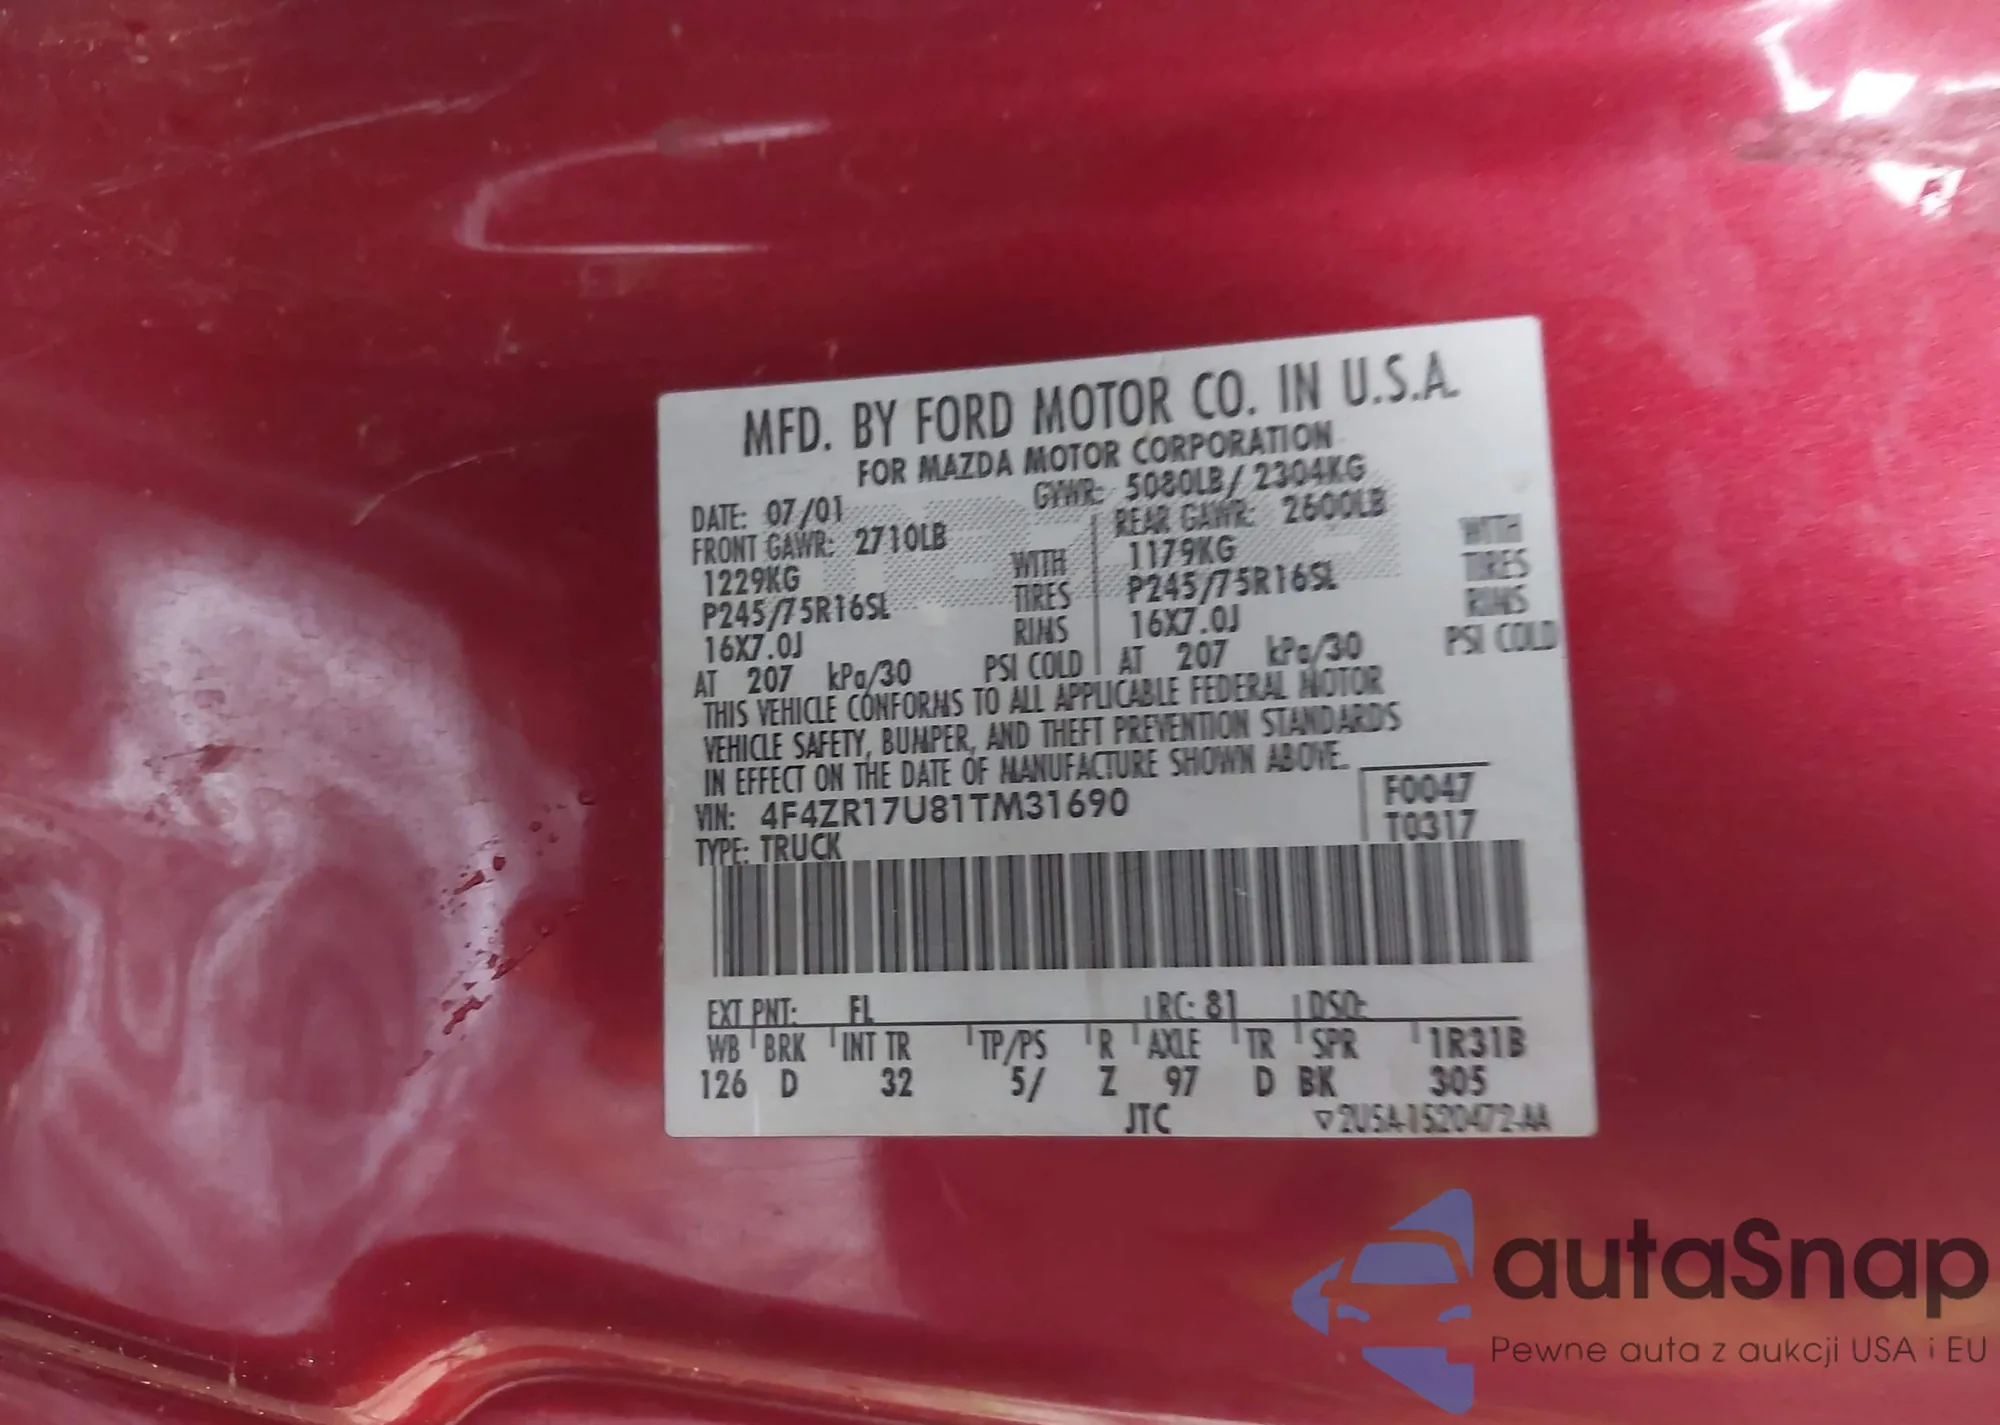 MFD. BY FORD MOTOR CO. IN U.S.A.
FOR MAZDA MOTOR CORPORATION
DATE: 07/01 GVWR: 5080LB/ 2304KG
FRONT GAWR: 2710LB REAR GAWR: 2600LB
1229KG WITH 1179KG WITH
P245/75R16SL TIRES P245/75R16SL TIRES
16X7.0J RIMS 16X7.0J RIMS
AT 207 kPa/30 PSI COLD AT 207 kPa/30 PSI COLD
THIS VEHICLE CONFORMS TO ALL APPLICABLE FEDERAL MOTOR
VEHICLE SAFETY, BUMPER, AND THEFT PREVENTION STANDARDS
IN EFFECT ON THE DATE OF MANUFACTURE SHOWN ABOVE.
VIN: 4F4ZR17U81TM31690 F0047
TYPE: TRUCK T0317
EXT PNT: FL RC: 81 DSO:
WB BRK INT TR TP/PS R AXLE TR SPR 1R31B
126 D 32 5/ Z 97 D BK 305
JTC ▽2U5A-1520472-AA
autaSnap
Pewne auta z aukcji USA i EU